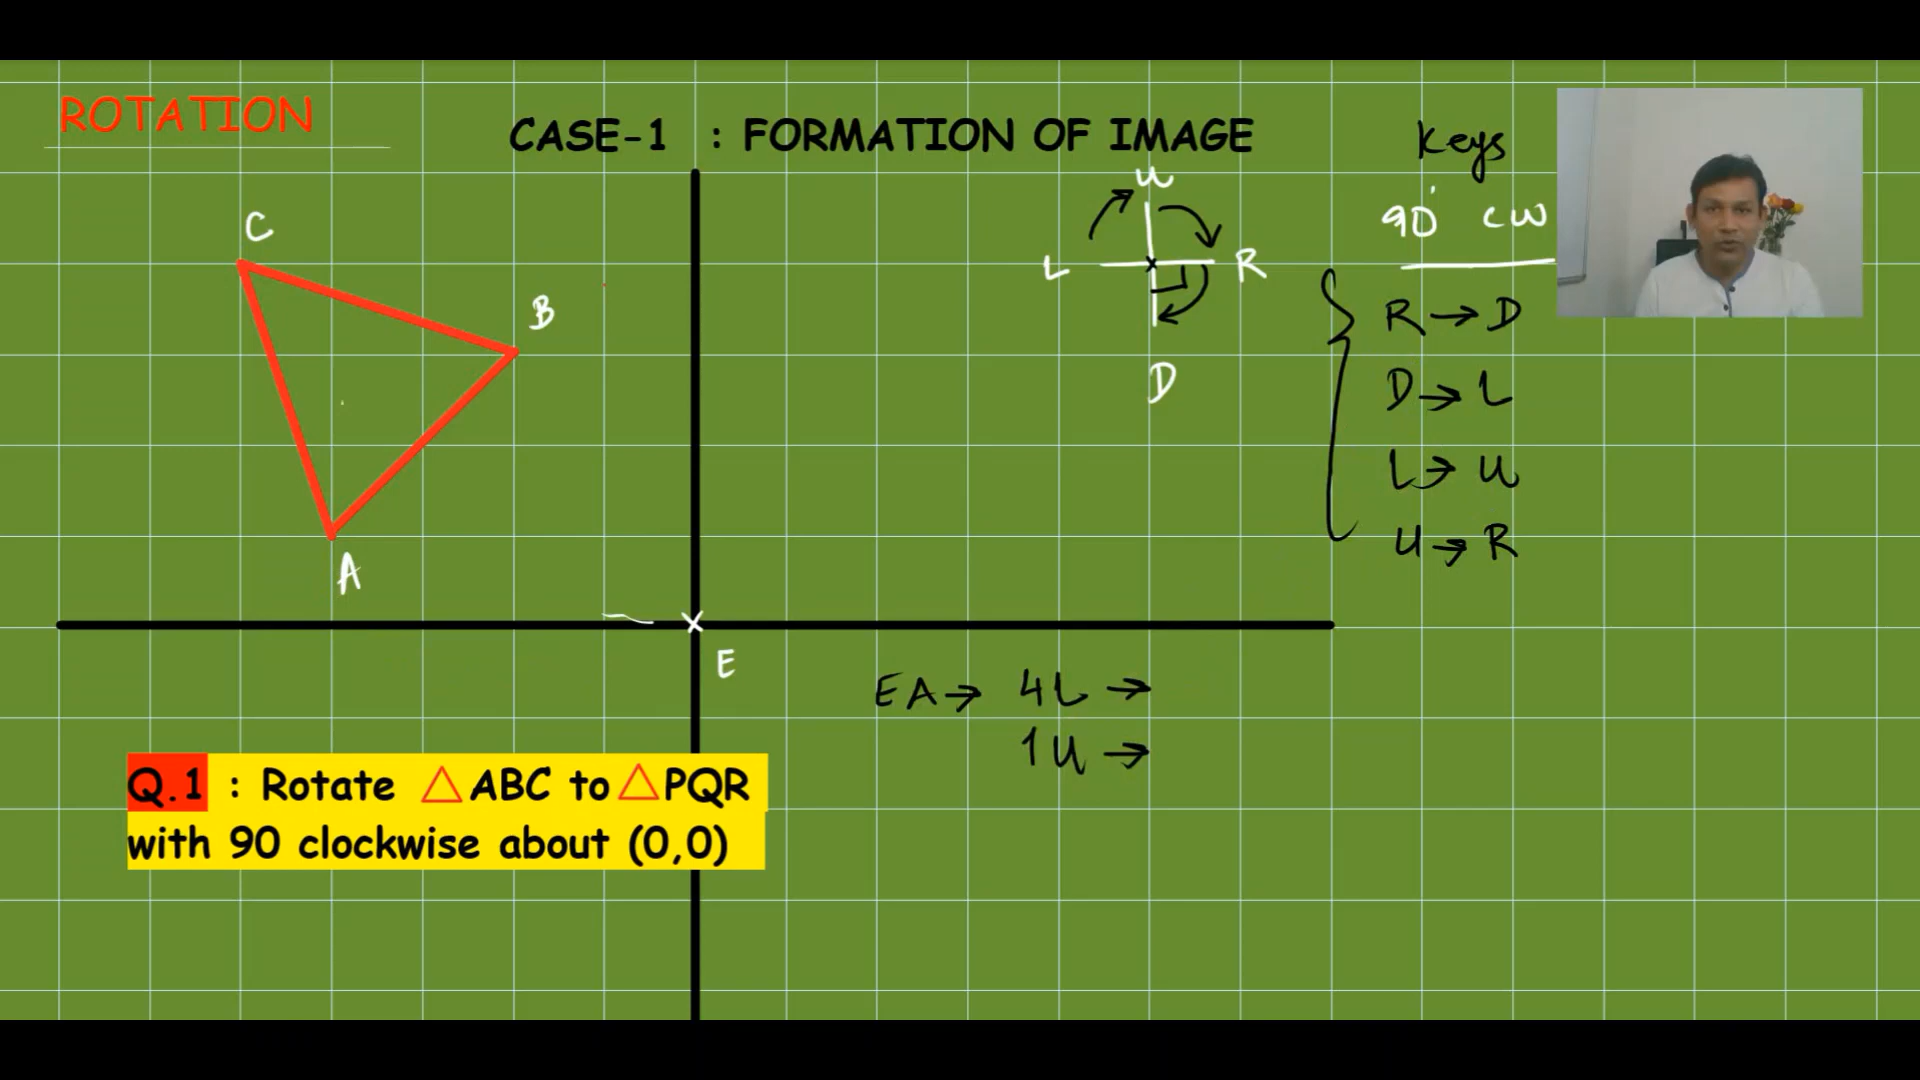 ROTATION
CASE-1 : FORMATION OF IMAGE
Keys
90° CW
U
L
R
D
R → D
D → L
L → U
U → R
C
B
A
E
EA → 4L →
1U →
Q.1 : Rotate △ABC to △PQR
with 90 clockwise about (0,0)